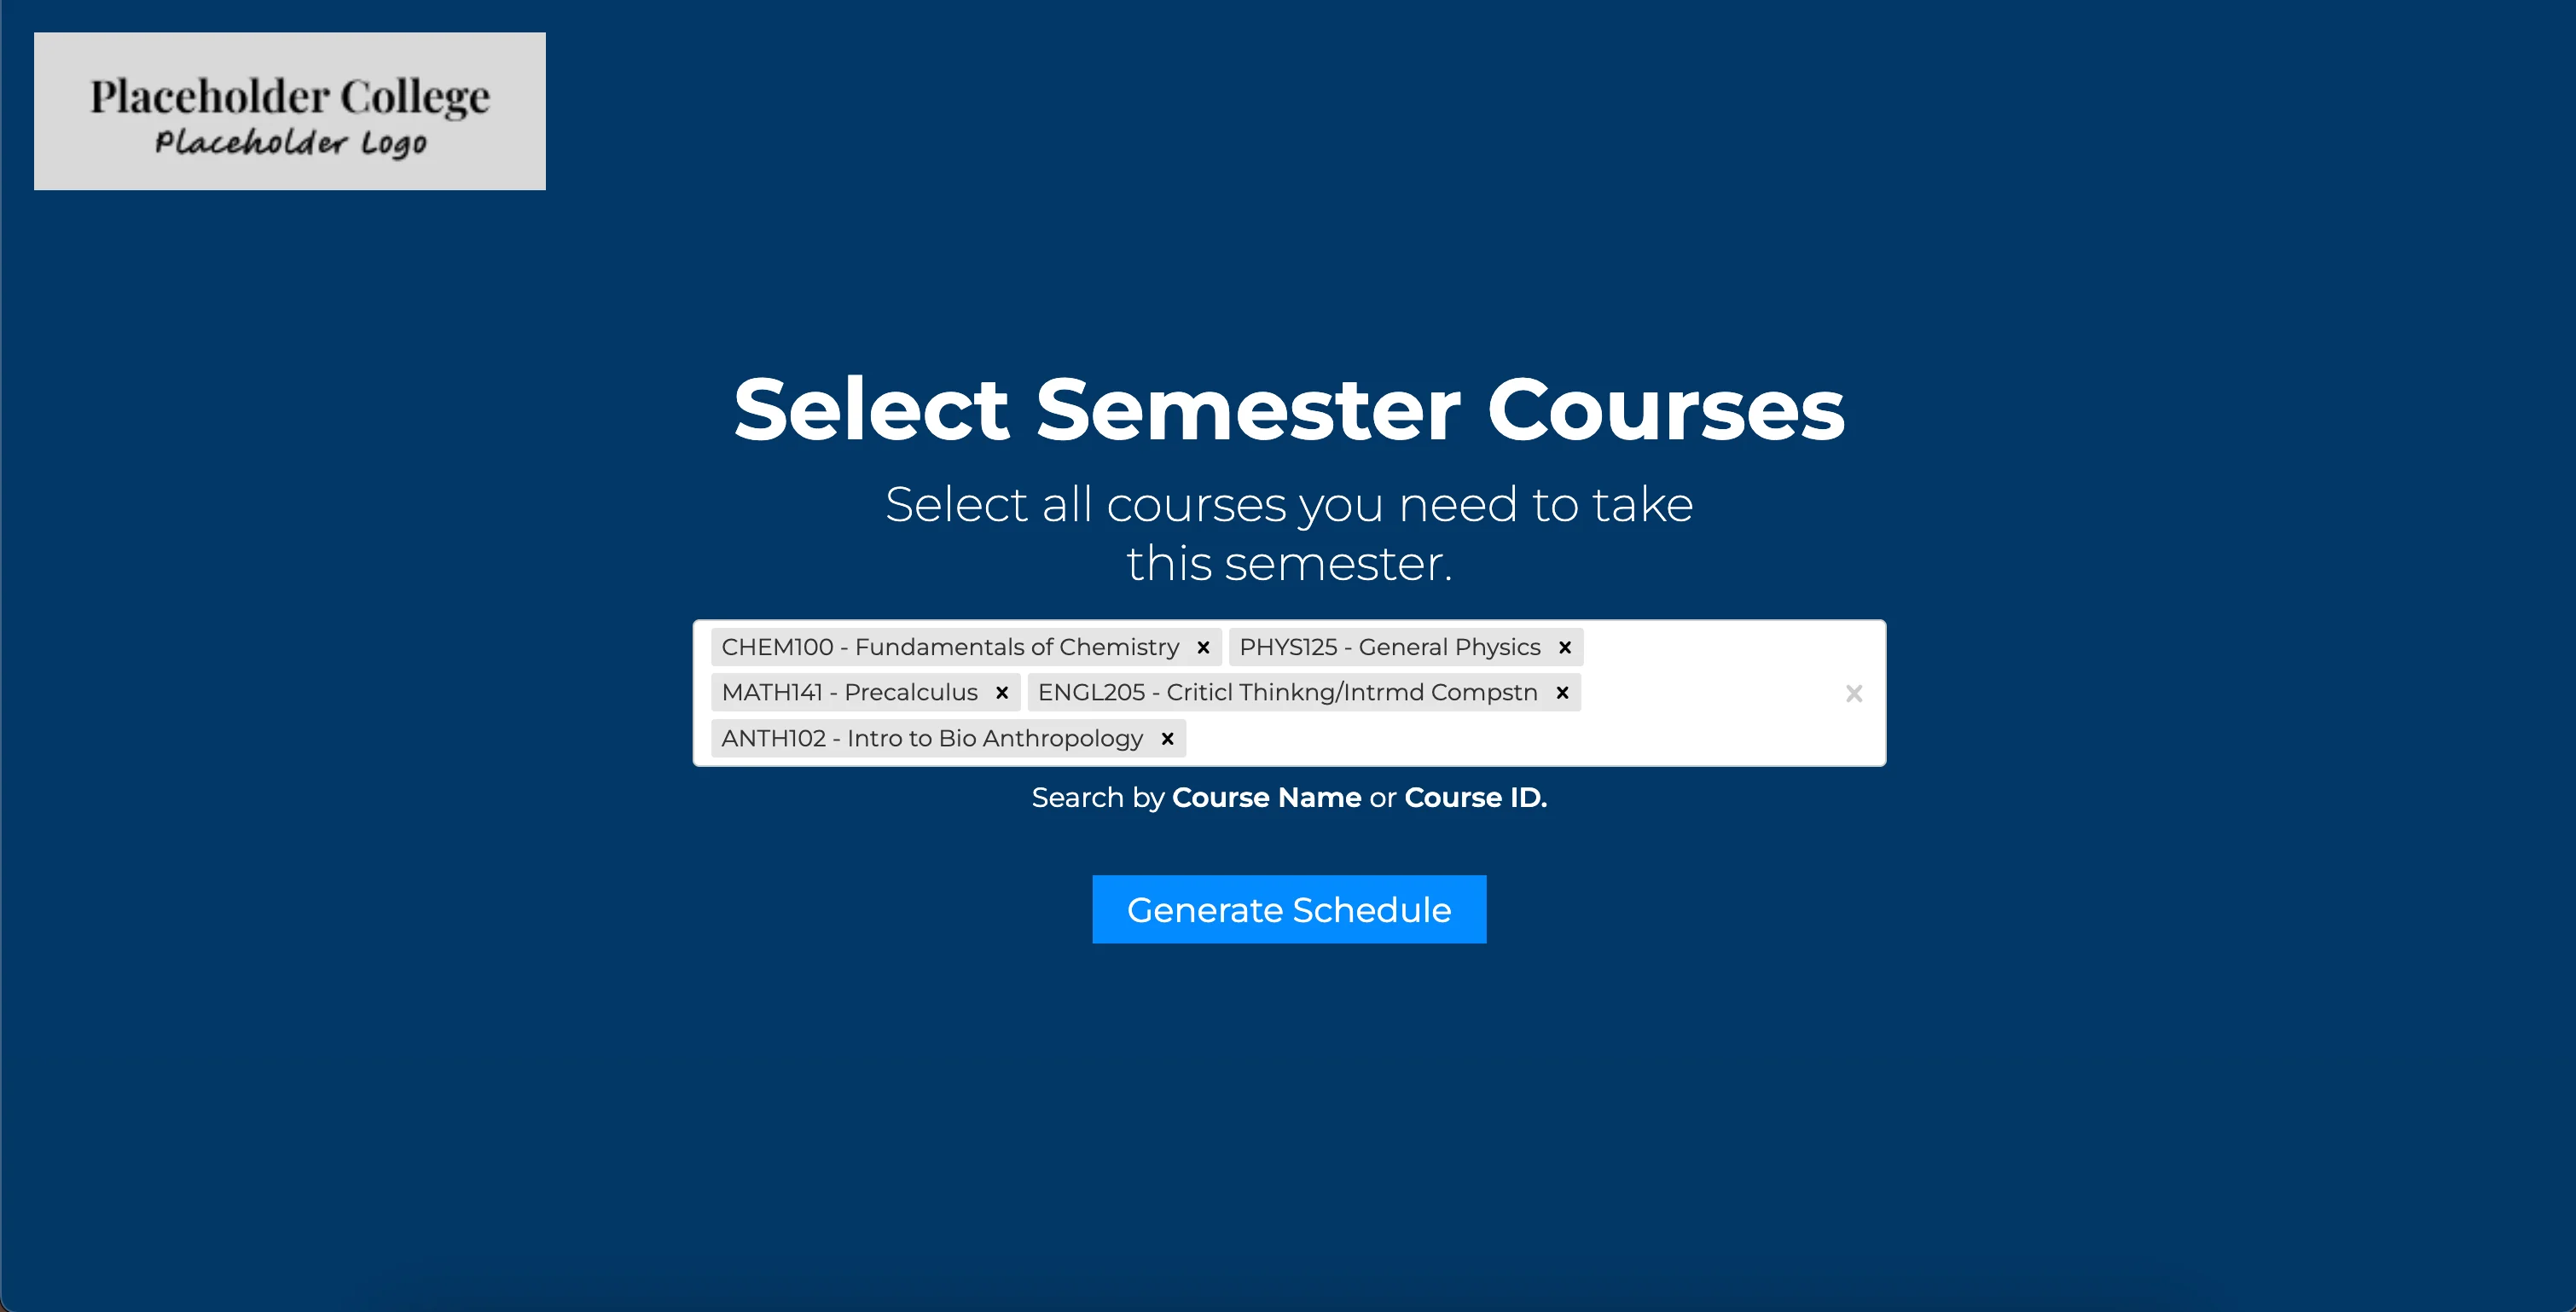 Placeholder College
Placeholder Logo
Select Semester Courses
Select all courses you need to take
this semester.
CHEM100 - Fundamentals of Chemistry × PHYS125 - General Physics ×
MATH141 - Precalculus × ENGL205 - Criticl Thinkng/Intrmd Compstn ×
ANTH102 - Intro to Bio Anthropology ×
Search by Course Name or Course ID.
Generate Schedule